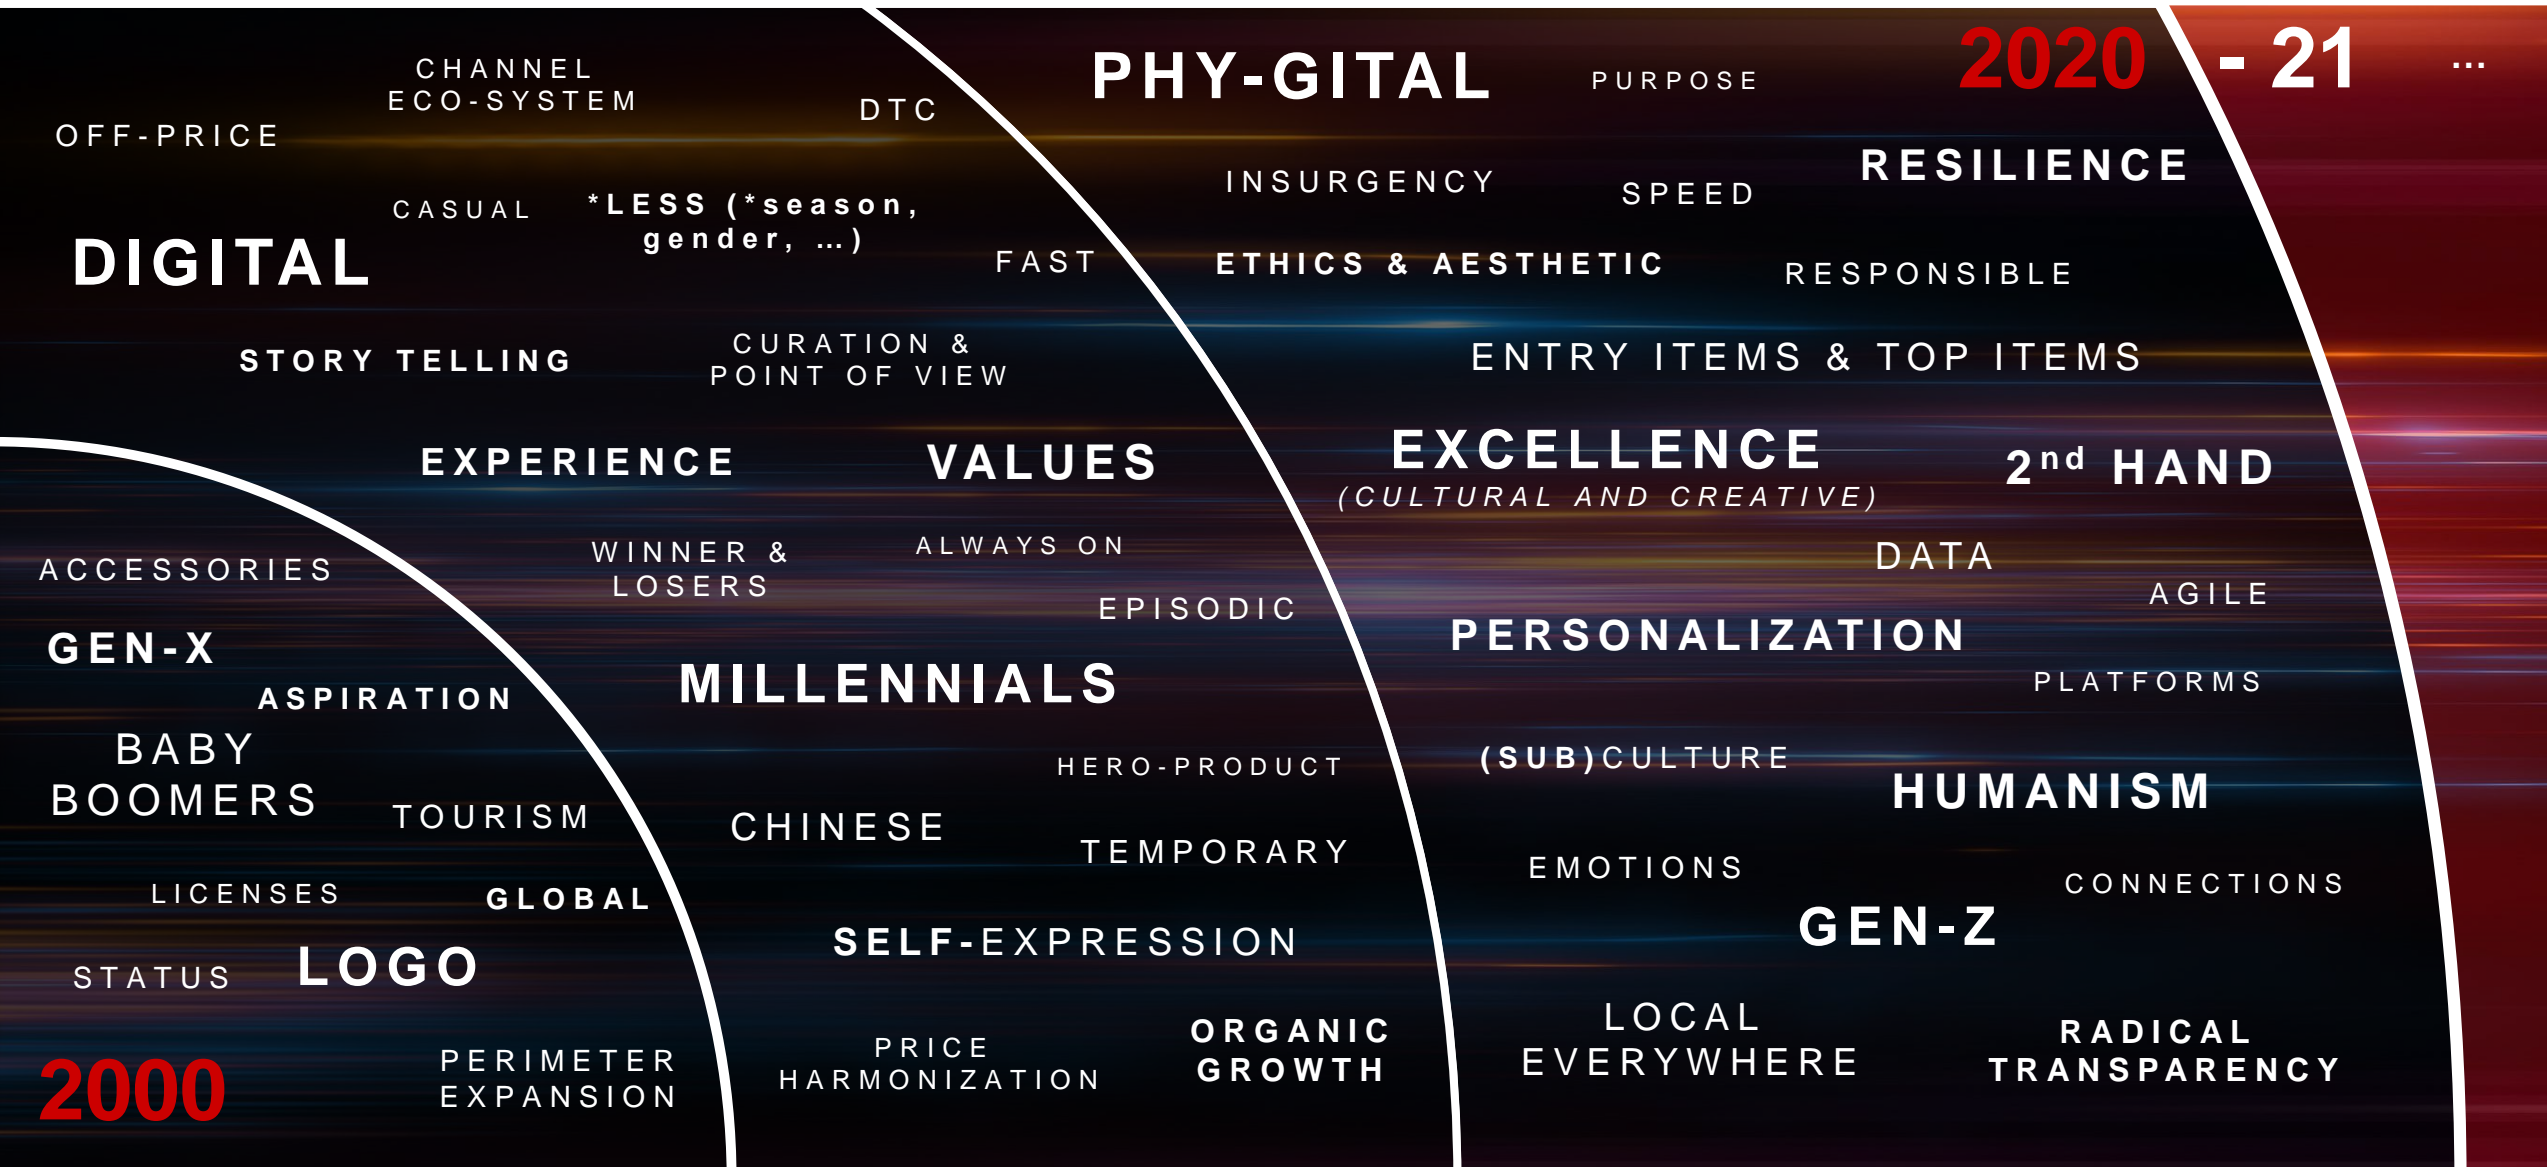 CHANNEL
ECO-SYSTEM
DTC
OFF-PRICE
CASUAL
*LESS (*season,
gender, ...)
DIGITAL
FAST
STORY TELLING
CURATION &
POINT OF VIEW
EXPERIENCE
VALUES
WINNER &
LOSERS
ALWAYS ON
EPISODIC
MILLENNIALS
HERO-PRODUCT
CHINESE
TEMPORARY
SELF-EXPRESSION
PRICE
HARMONIZATION
ORGANIC
GROWTH
ACCESSORIES
GEN-X
ASPIRATION
BABY
BOOMERS
TOURISM
LICENSES
GLOBAL
STATUS
LOGO
2000
PERIMETER
EXPANSION
PHY-GITAL
PURPOSE
2020 - 21 ...
INSURGENCY
SPEED
RESILIENCE
ETHICS & AESTHETIC
RESPONSIBLE
ENTRY ITEMS & TOP ITEMS
EXCELLENCE
(CULTURAL AND CREATIVE)
2nd HAND
DATA
AGILE
PERSONALIZATION
PLATFORMS
(SUB)CULTURE
HUMANISM
EMOTIONS
CONNECTIONS
GEN-Z
LOCAL
EVERYWHERE
RADICAL
TRANSPARENCY